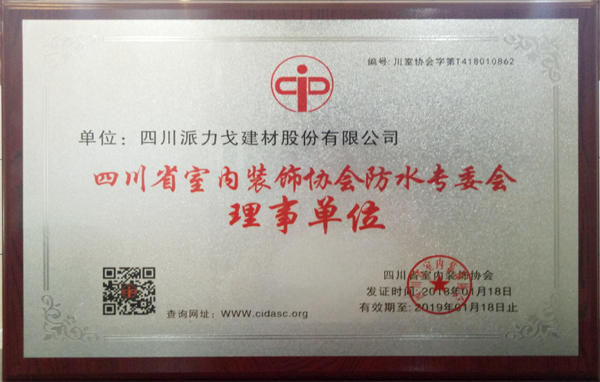 编号: 川室协会字第T418010862
单位: 四川派力戈建材股份有限公司
四川省室内装饰协会防水专委会
理事单位
四川省室内装饰协会
发证时间: 2018年01月18日
有效期至: 2019年01月18日止
查询网址: www.cidasc.org